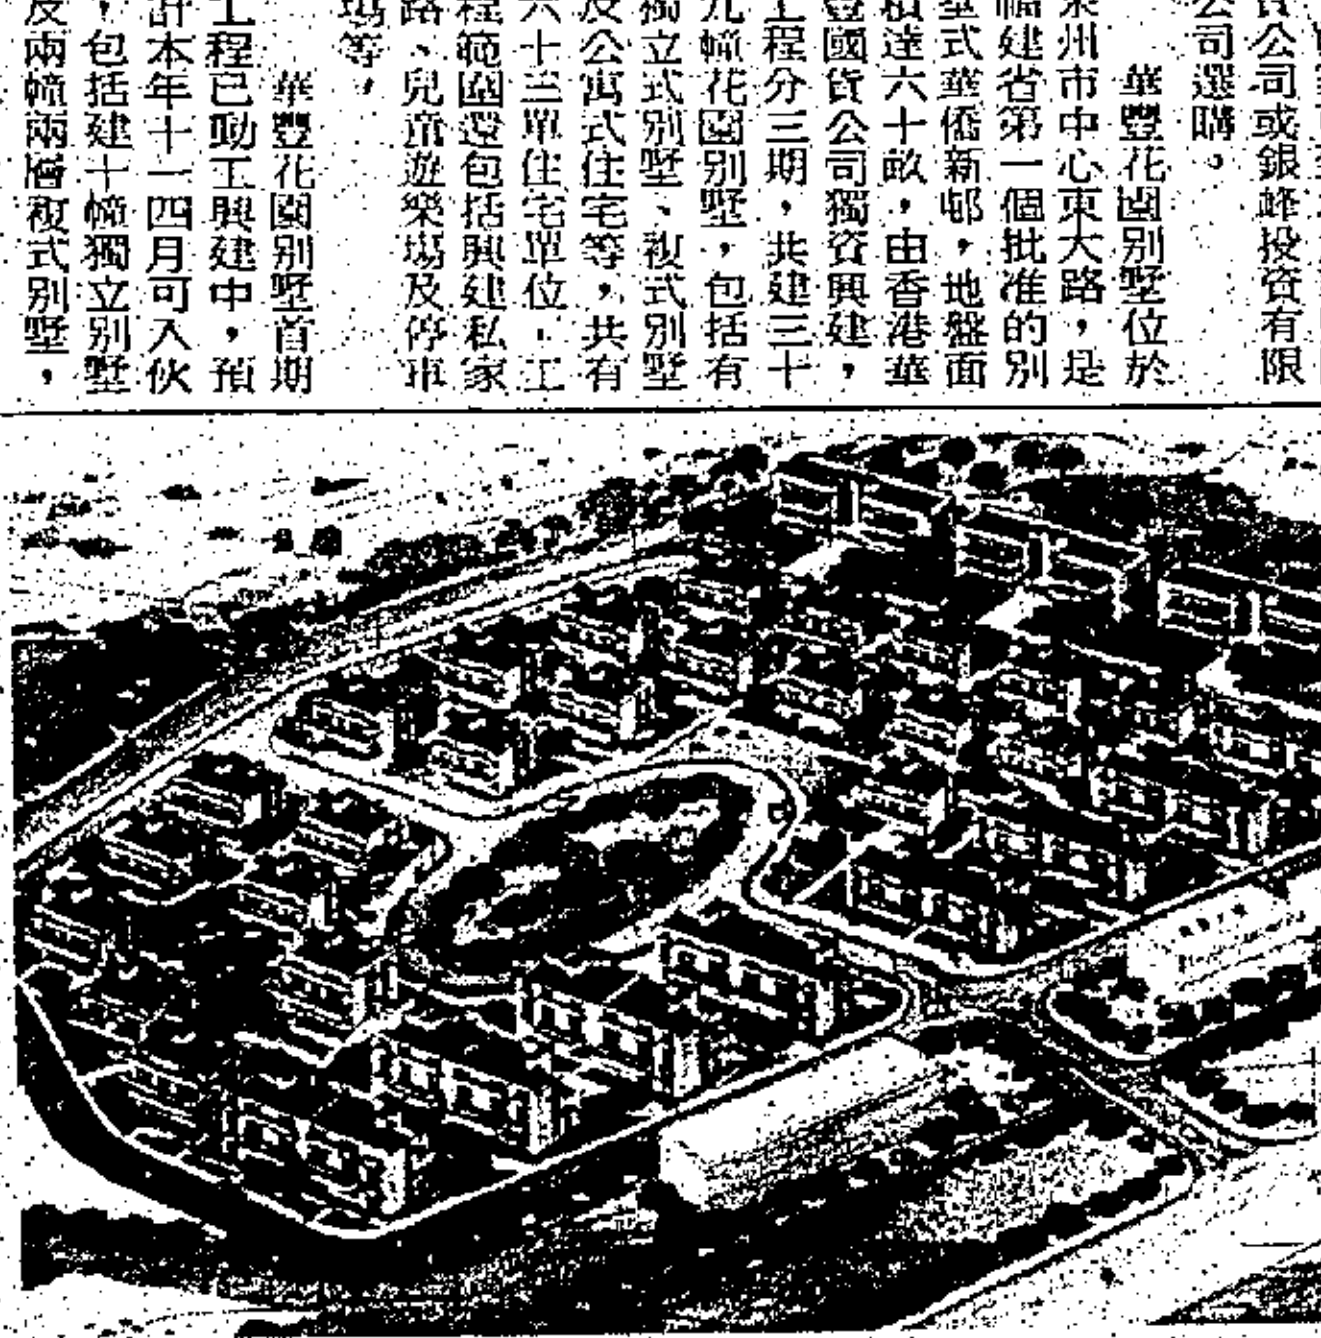 貨公司或銀峰投資有限
公司選購。
華豐花園别墅位於
泉州市中心東大路，是
福建省第一個批准的别
墅式華僑新邨，地盤面
積達六十畝，由香港華
豐國貨公司獨資興建，
工程分三期，共建三十
九幢花園别墅，包括有
獨立式别墅、複式别墅
及公寓式住宅等，共有
六十三單住宅單位，工
程範圍還包括興建私家
路、兒童遊樂場及停車
場等，
華豐花園别墅首期
工程已動工興建中，預
計本年十一四月可入伙
，包括建十幢獨立别墅
及兩幢兩層複式别墅，